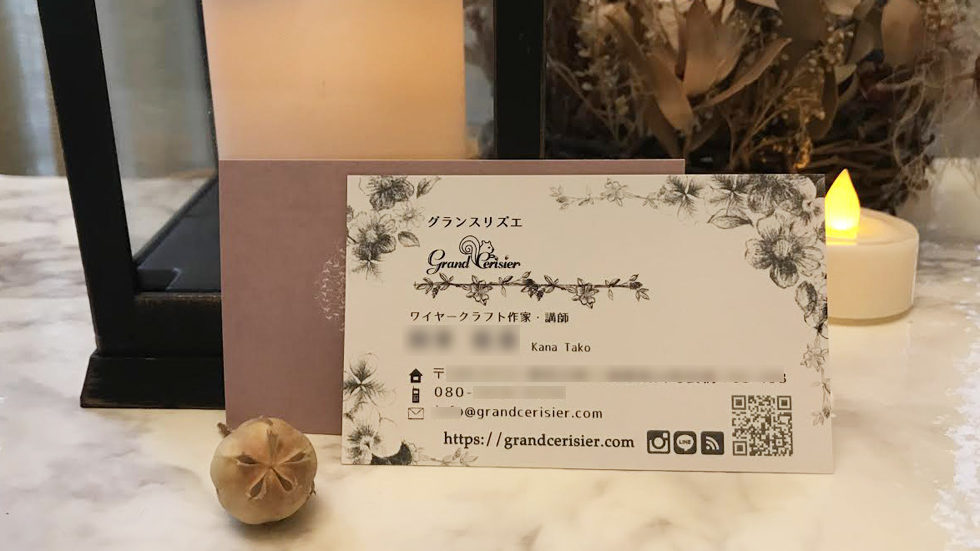 グランスリズエ
Grand Cerisier
ワイヤークラフト作家・講師
Kana Tako
〒
080-
@grandcerisier.com
https://grandcerisier.com
LINE